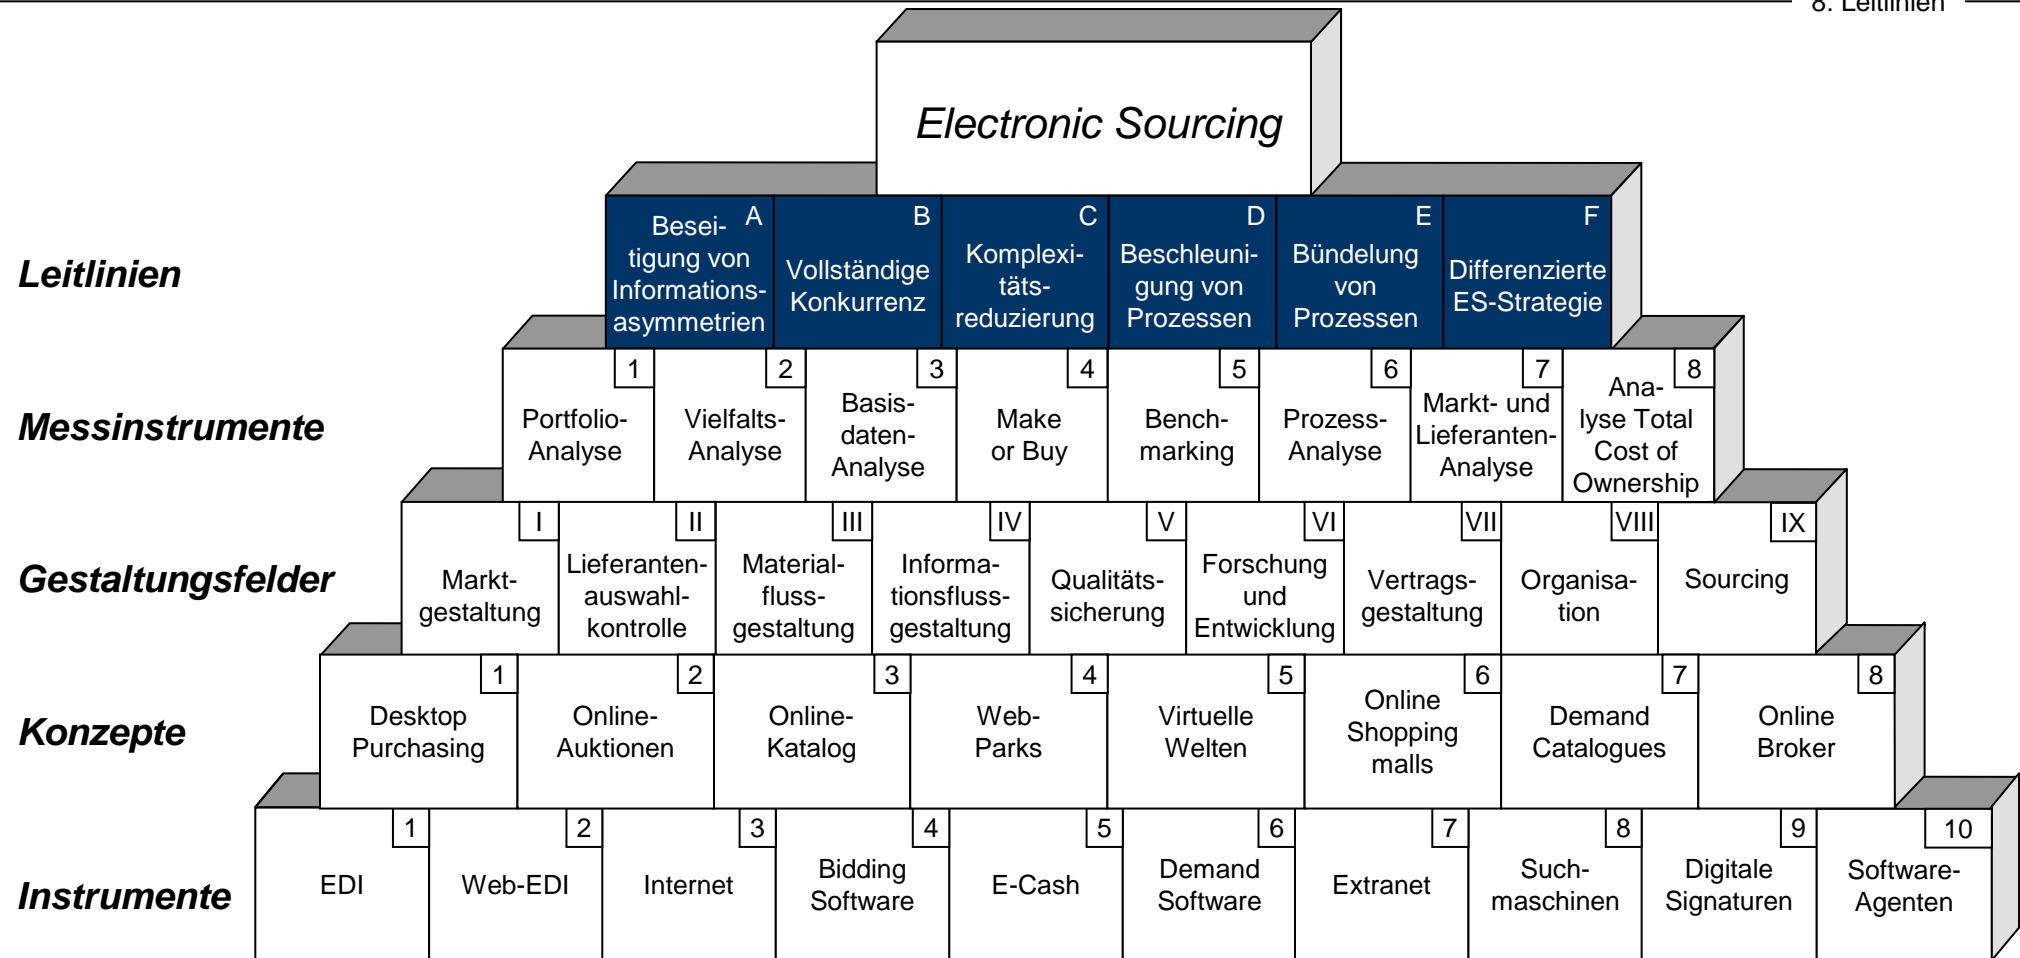 8. Leitlinien
Electronic Sourcing
Leitlinien
A
Besei-
tigung von
Informations-
asymmetrien
B
Vollständige
Konkurrenz
C
Komplexi-
täts-
reduzierung
D
Beschleuni-
gung von
Prozessen
E
Bündelung
von
Prozessen
F
Differenzierte
ES-Strategie
Messinstrumente
1
Portfolio-
Analyse
2
Vielfalts-
Analyse
3
Basis-
daten-
Analyse
4
Make
or Buy
5
Bench-
marking
6
Prozess-
Analyse
7
Markt- und
Lieferanten-
Analyse
8
Ana-
lyse Total
Cost of
Ownership
Gestaltungsfelder
I
Markt-
gestaltung
II
Lieferanten-
auswahl-
kontrolle
III
Material-
fluss-
gestaltung
IV
Informa-
tionsfluss-
gestaltung
V
Qualitäts-
sicherung
VI
Forschung
und
Entwicklung
VII
Vertrags-
gestaltung
VIII
Organisa-
tion
IX
Sourcing
Konzepte
1
Desktop
Purchasing
2
Online-
Auktionen
3
Online-
Katalog
4
Web-
Parks
5
Virtuelle
Welten
6
Online
Shopping
malls
7
Demand
Catalogues
8
Online
Broker
Instrumente
1
EDI
2
Web-EDI
3
Internet
4
Bidding
Software
5
E-Cash
6
Demand
Software
7
Extranet
8
Such-
maschinen
9
Digitale
Signaturen
10
Software-
Agenten